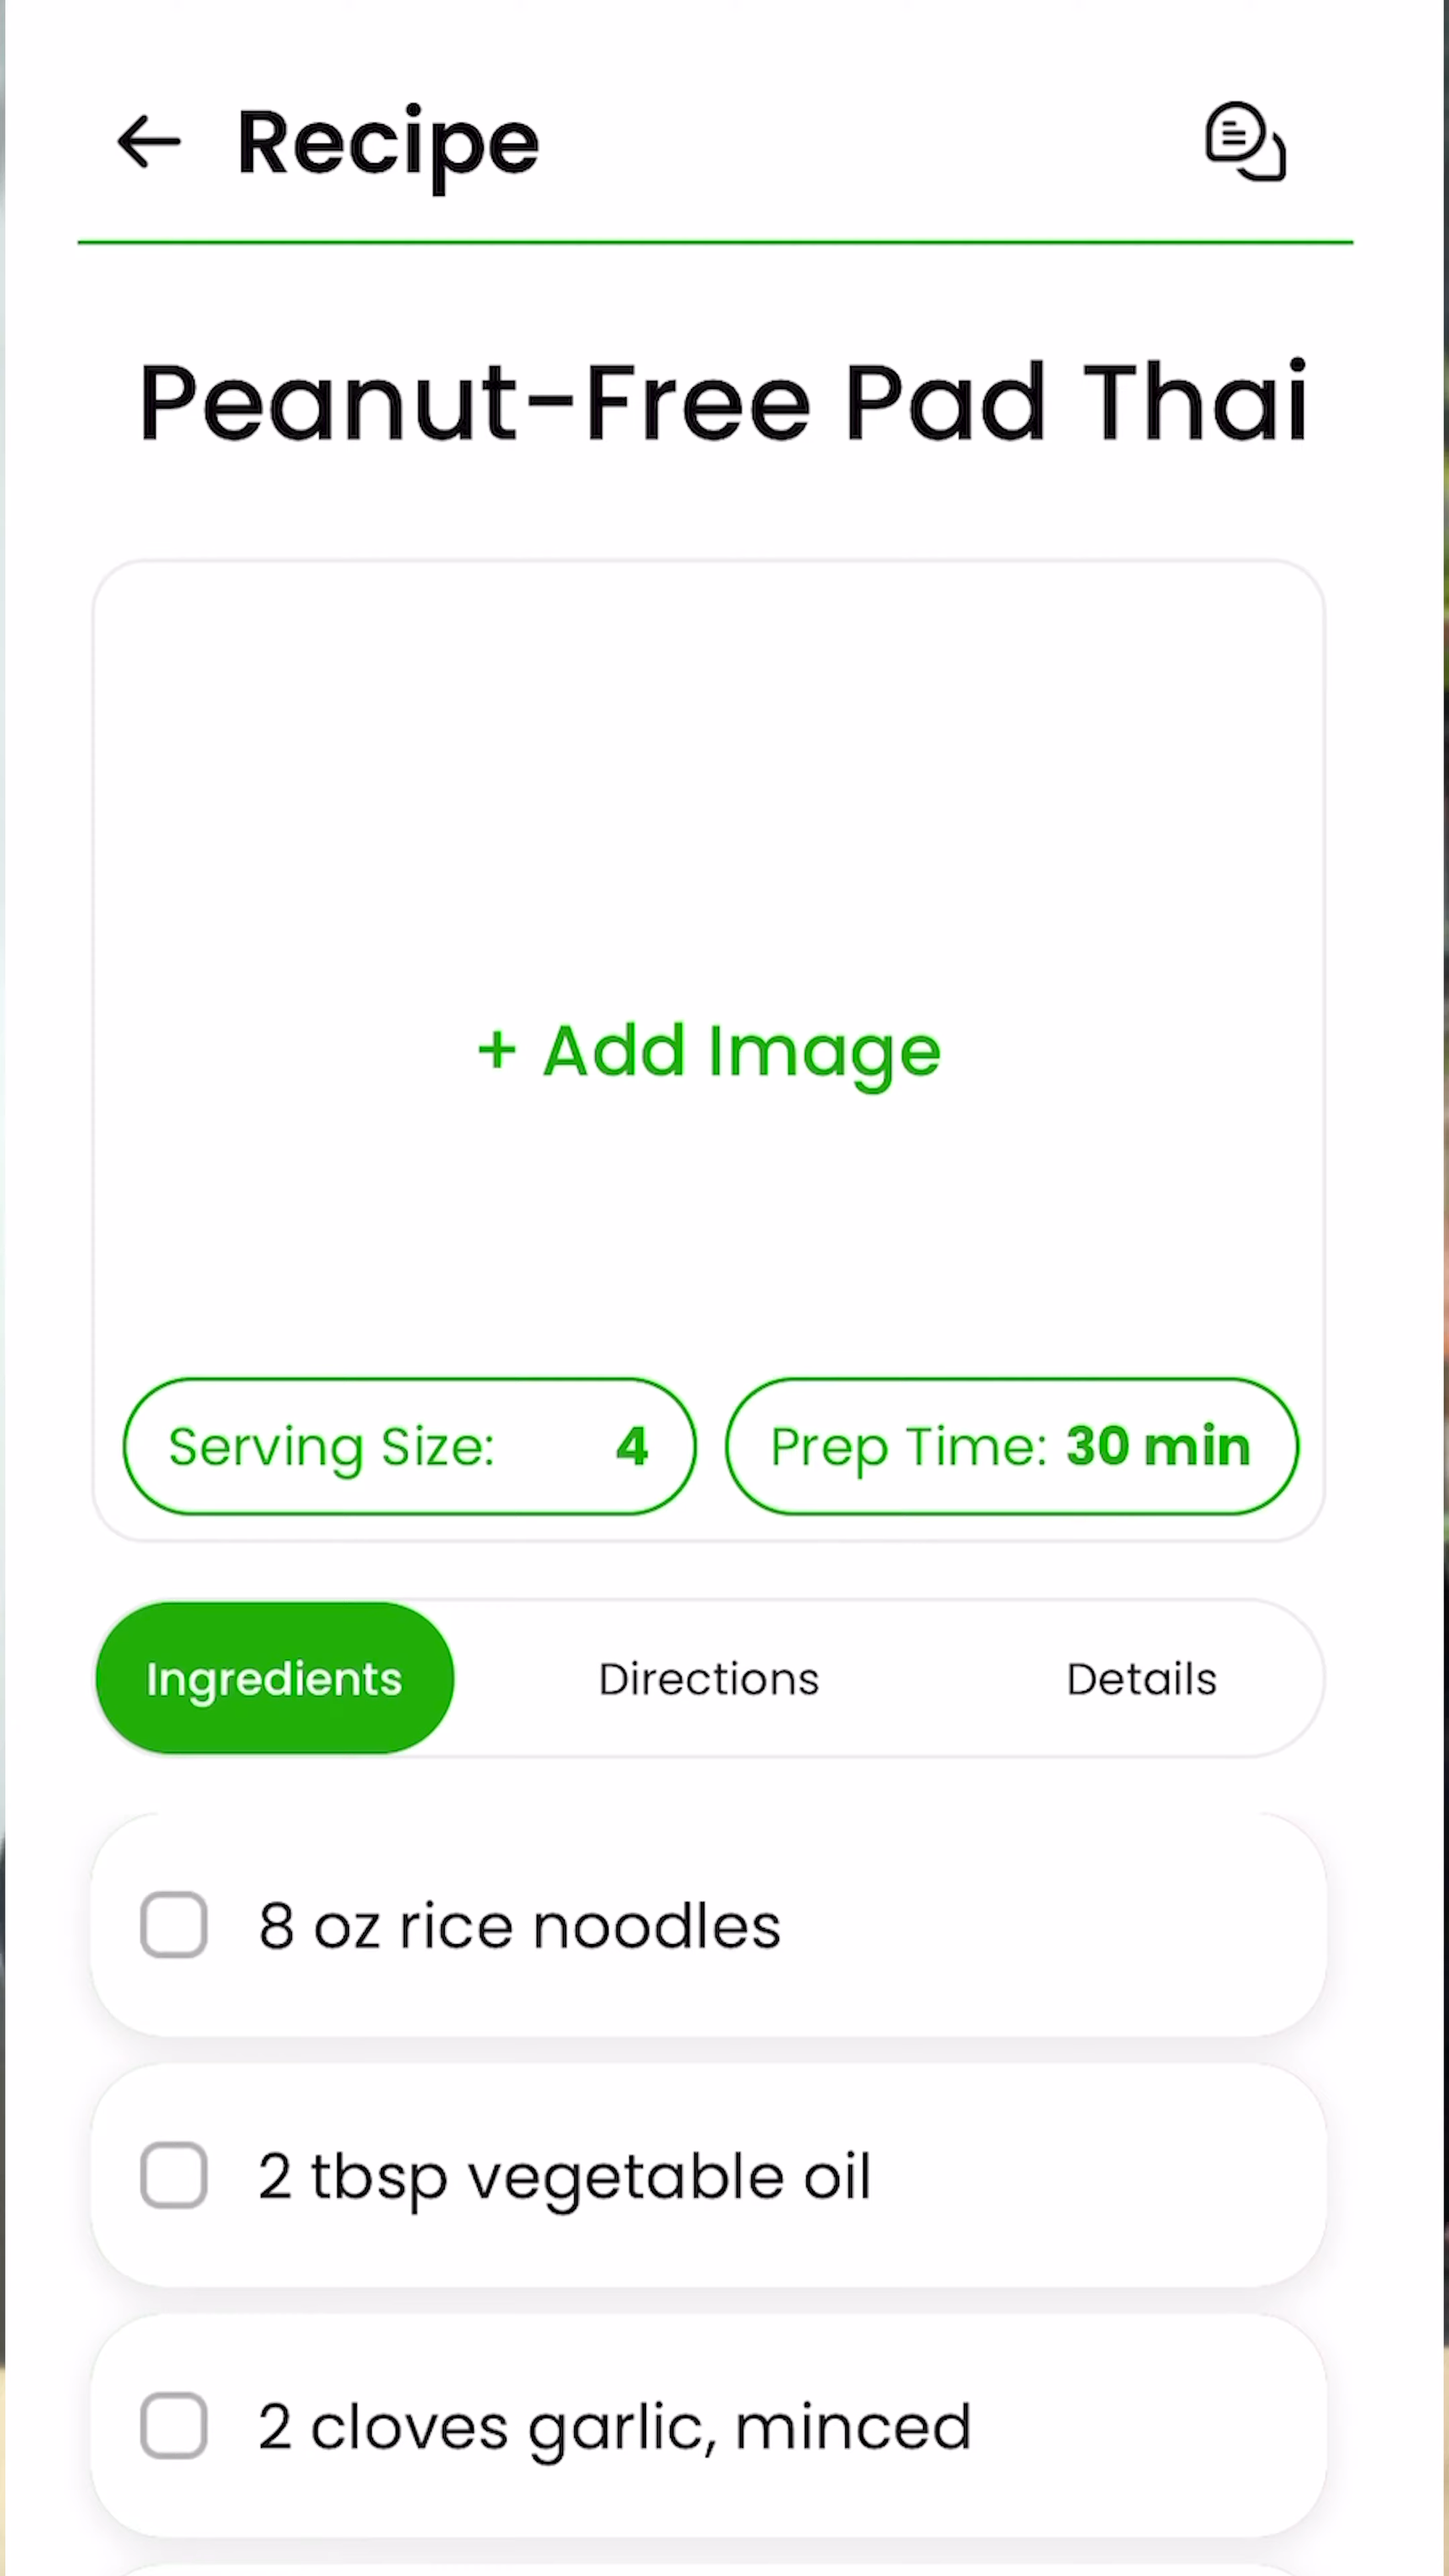 Recipe
Peanut-Free Pad Thai
+ Add Image
Serving Size: 4
Prep Time: 30 min
Ingredients
Directions
Details
8 oz rice noodles
2 tbsp vegetable oil
2 cloves garlic, minced